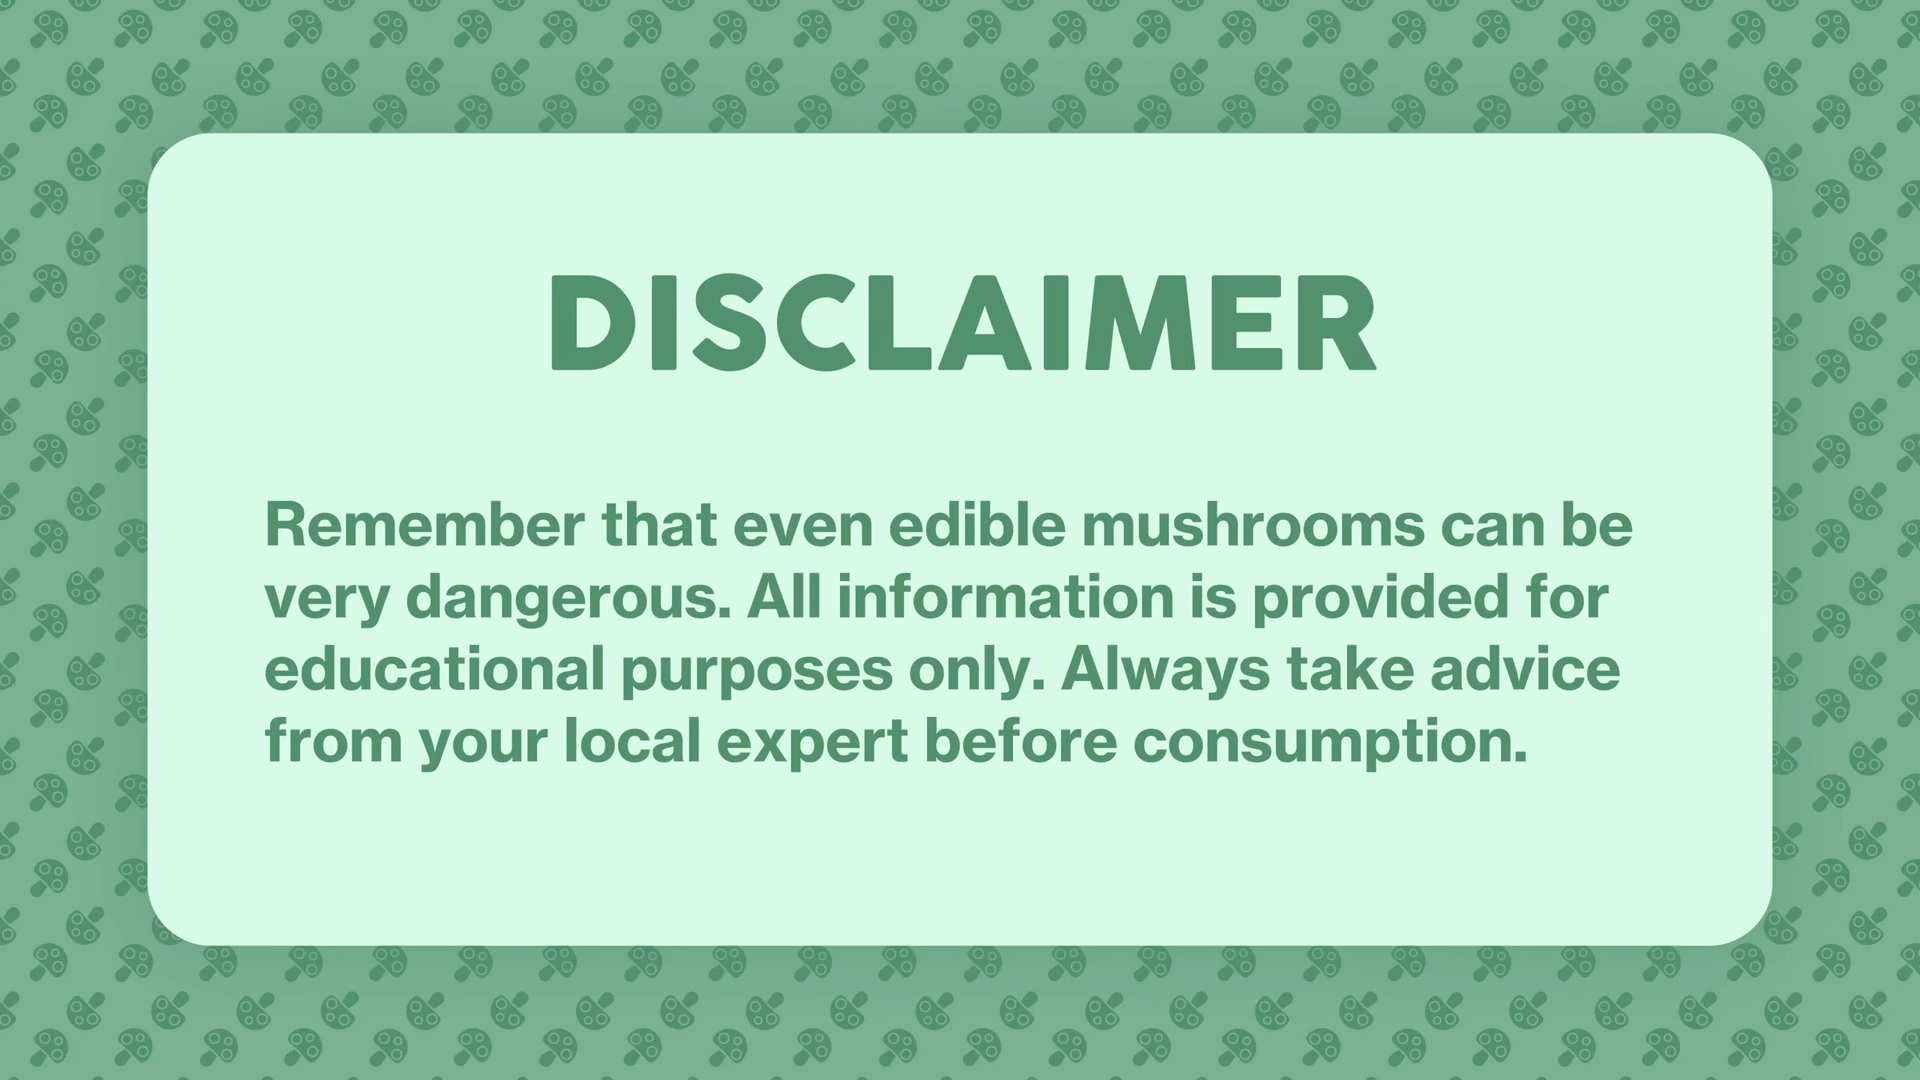 DISCLAIMER
Remember that even edible mushrooms can be
very dangerous. All information is provided for
educational purposes only. Always take advice
from your local expert before consumption.